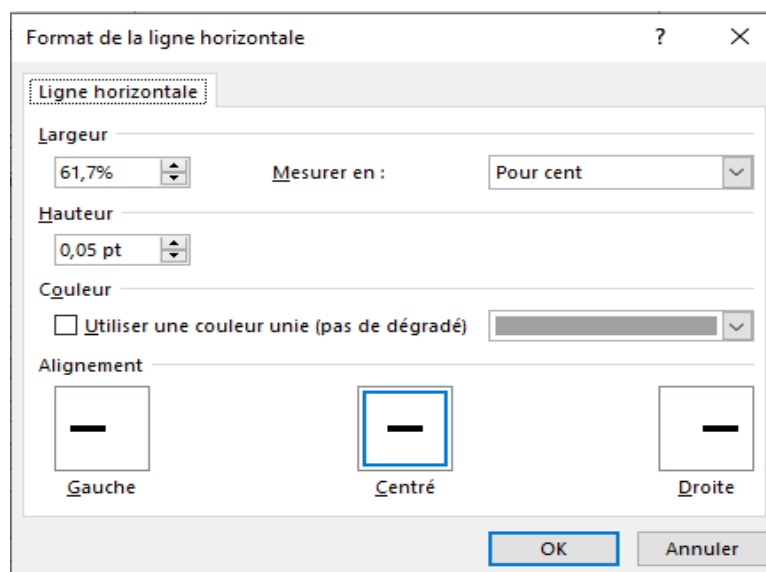 Format de la ligne horizontale ?
Ligne horizontale
Largeur
61,7% Mesurer en : Pour cent
Hauteur
0,05 pt
Couleur
Utiliser une couleur unie (pas de dégradé)
Alignement
Gauche Centré Droite
OK Annuler